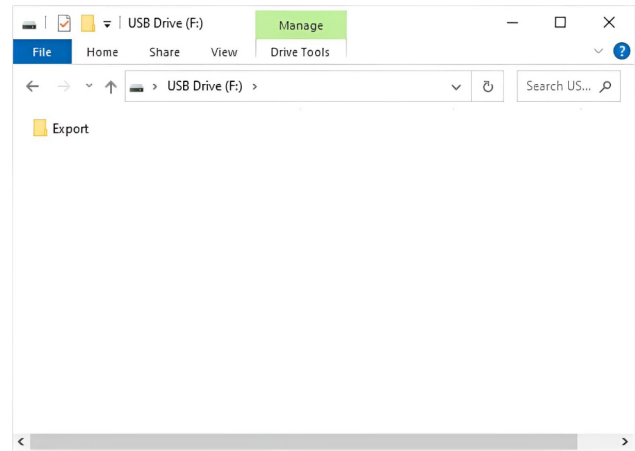 USB Drive (F:)
Manage
File Home Share View Drive Tools
USB Drive (F:)
Search US...
Export